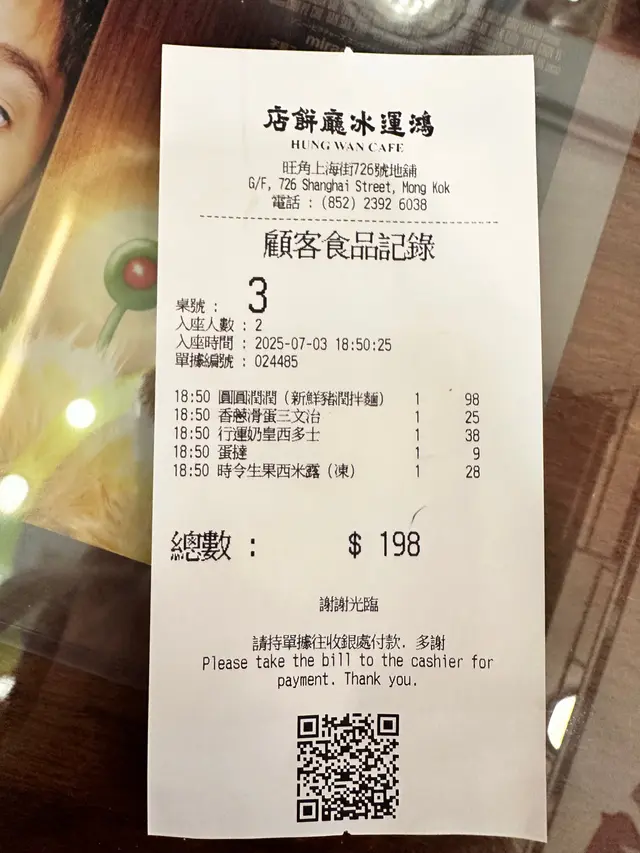 店餅廳冰運鴻
HUNG WAN CAFE
旺角上海街726號地舖
G/F, 726 Shanghai Street, Mong Kok
電話 : (852) 2392 6038
顧客食品記錄
桌號 : 3
入座人數 : 2
入座時間 : 2025-07-03 18:50:25
單據編號 : 024485
18:50 圓圓潤潤 (新鮮豬潤拌麵) 1 98
18:50 香蔥滑蛋三文治 1 25
18:50 行運奶皇西多士 1 38
18:50 蛋撻 1 9
18:50 時令生果西米露 (凍) 1 28
總數 : $ 198
謝謝光臨
請持單據往收銀處付款. 多謝
Please take the bill to the cashier for
payment. Thank you.